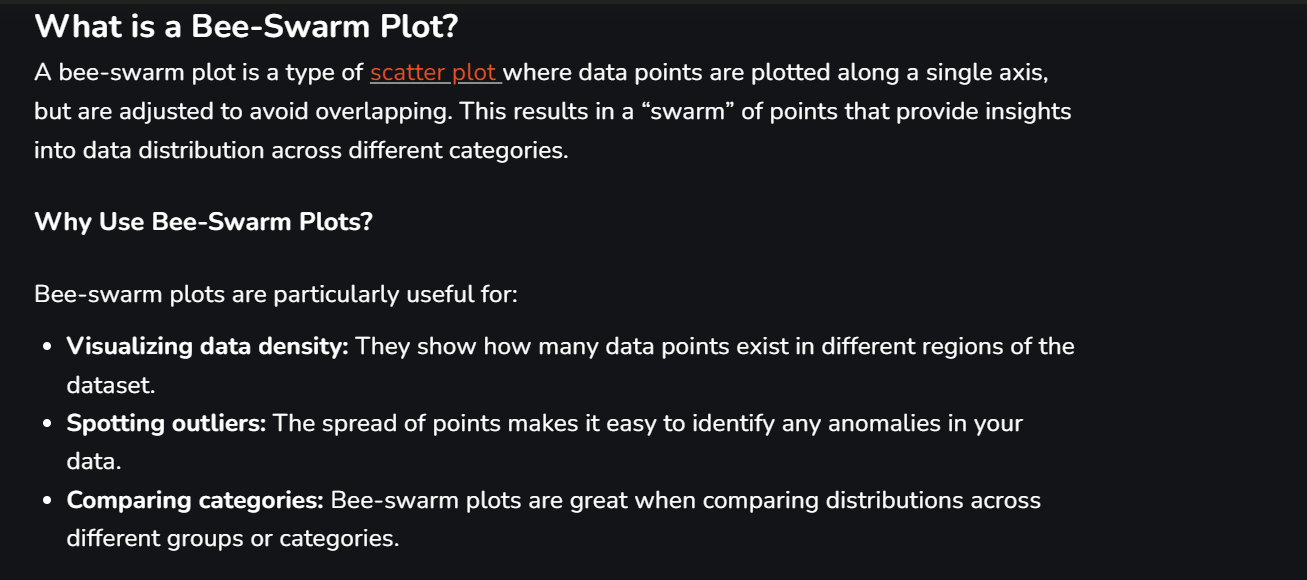 What is a Bee-Swarm Plot?
A bee-swarm plot is a type of scatter plot where data points are plotted along a single axis,
but are adjusted to avoid overlapping. This results in a “swarm” of points that provide insights
into data distribution across different categories.
Why Use Bee-Swarm Plots?
Bee-swarm plots are particularly useful for:
• Visualizing data density: They show how many data points exist in different regions of the
dataset.
• Spotting outliers: The spread of points makes it easy to identify any anomalies in your
data.
• Comparing categories: Bee-swarm plots are great when comparing distributions across
different groups or categories.